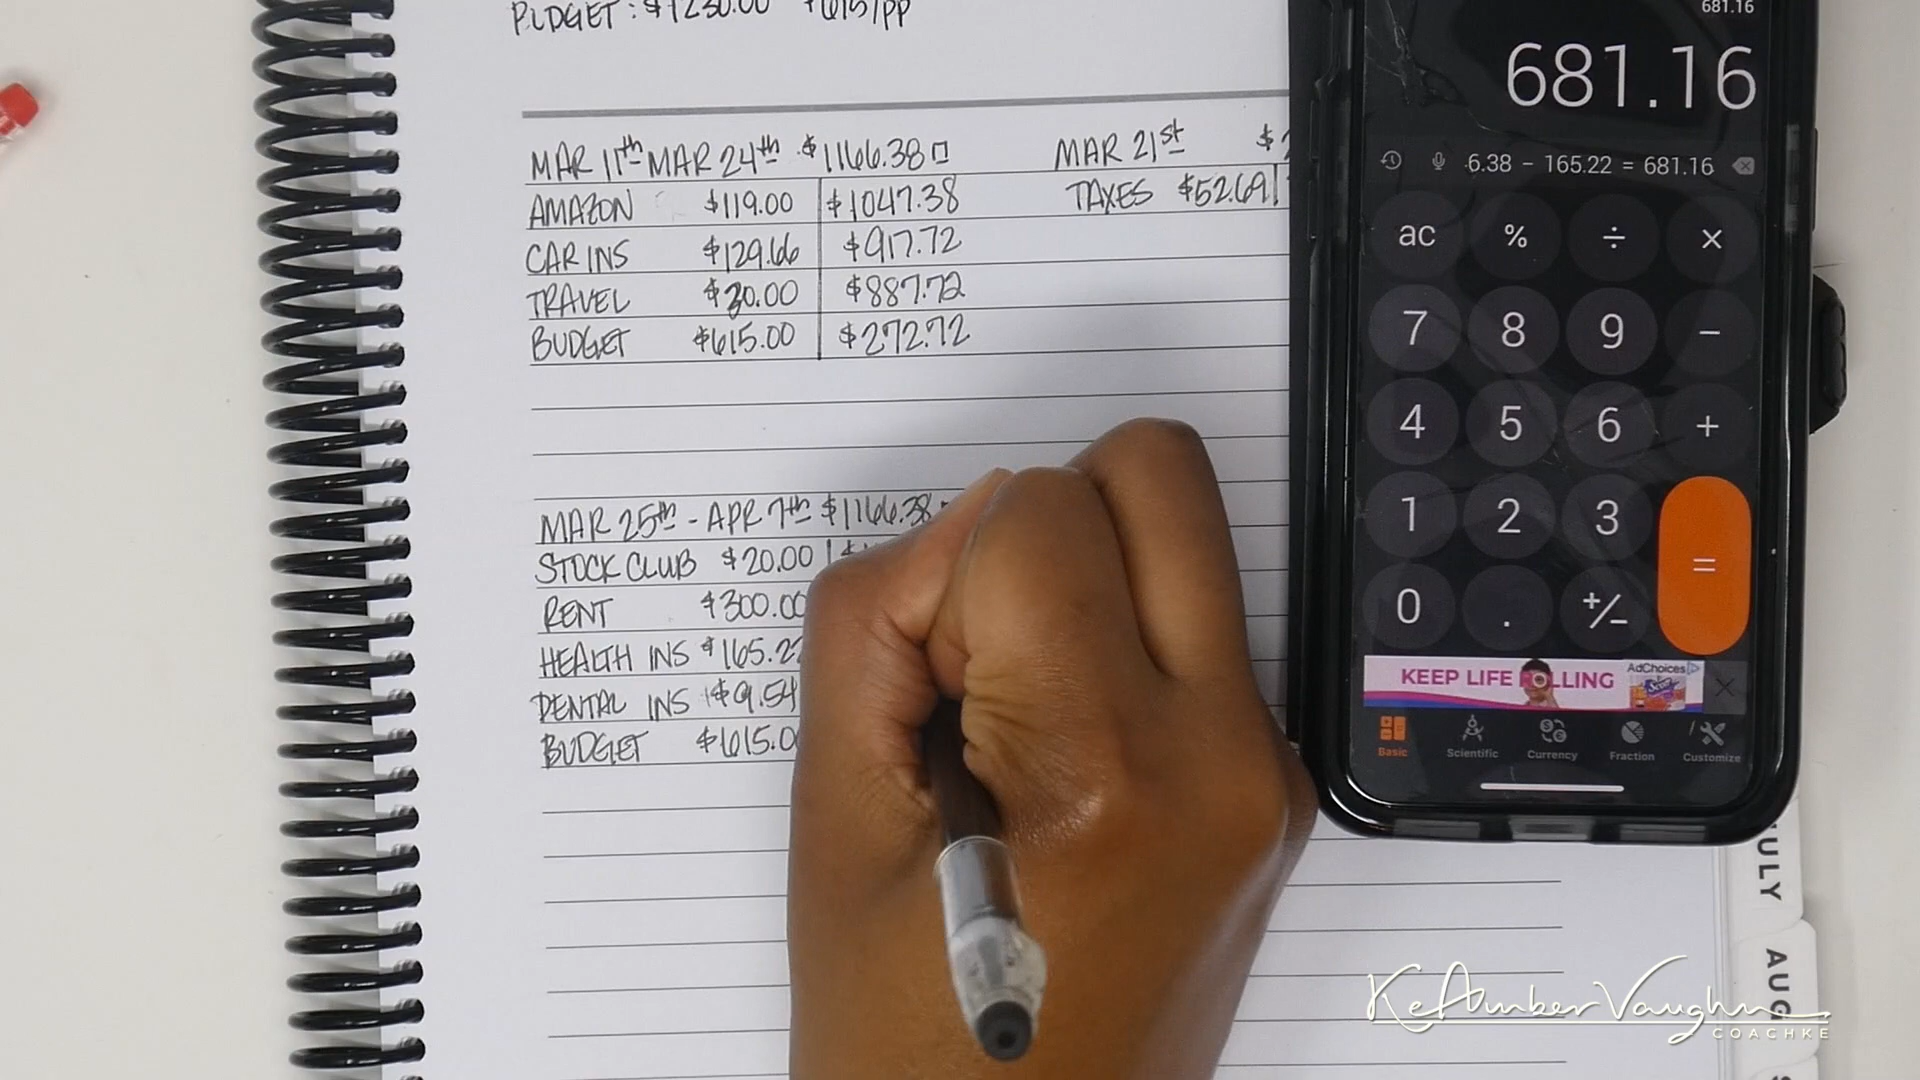 BUDGET: $1230.00 +615/PP
MAR 11th MAR 24th $1166.38
AMAZON $119.00 $1047.38
CAR INS $129.66 $917.72
TRAVEL $30.00 $887.72
BUDGET $615.00 $272.72
MAR 21st $
TAXES $52.69
MAR 25th - APR 7th $1166.38
STOCK CLUB $20.00 $
RENT $300.00
HEALTH INS $165.22
DENTAL INS $9.54
BUDGET $615.0
681.16
681.16
6.38 − 165.22 = 681.16
ac % ÷ ×
7 8 9 −
4 5 6 +
1 2 3
0 . +/− =
KEEP LIFE ROLLING
AdChoices
Basic Scientific Currency Fraction Customize
JULY
AUG
KeAmber Vaughn
COACHKE